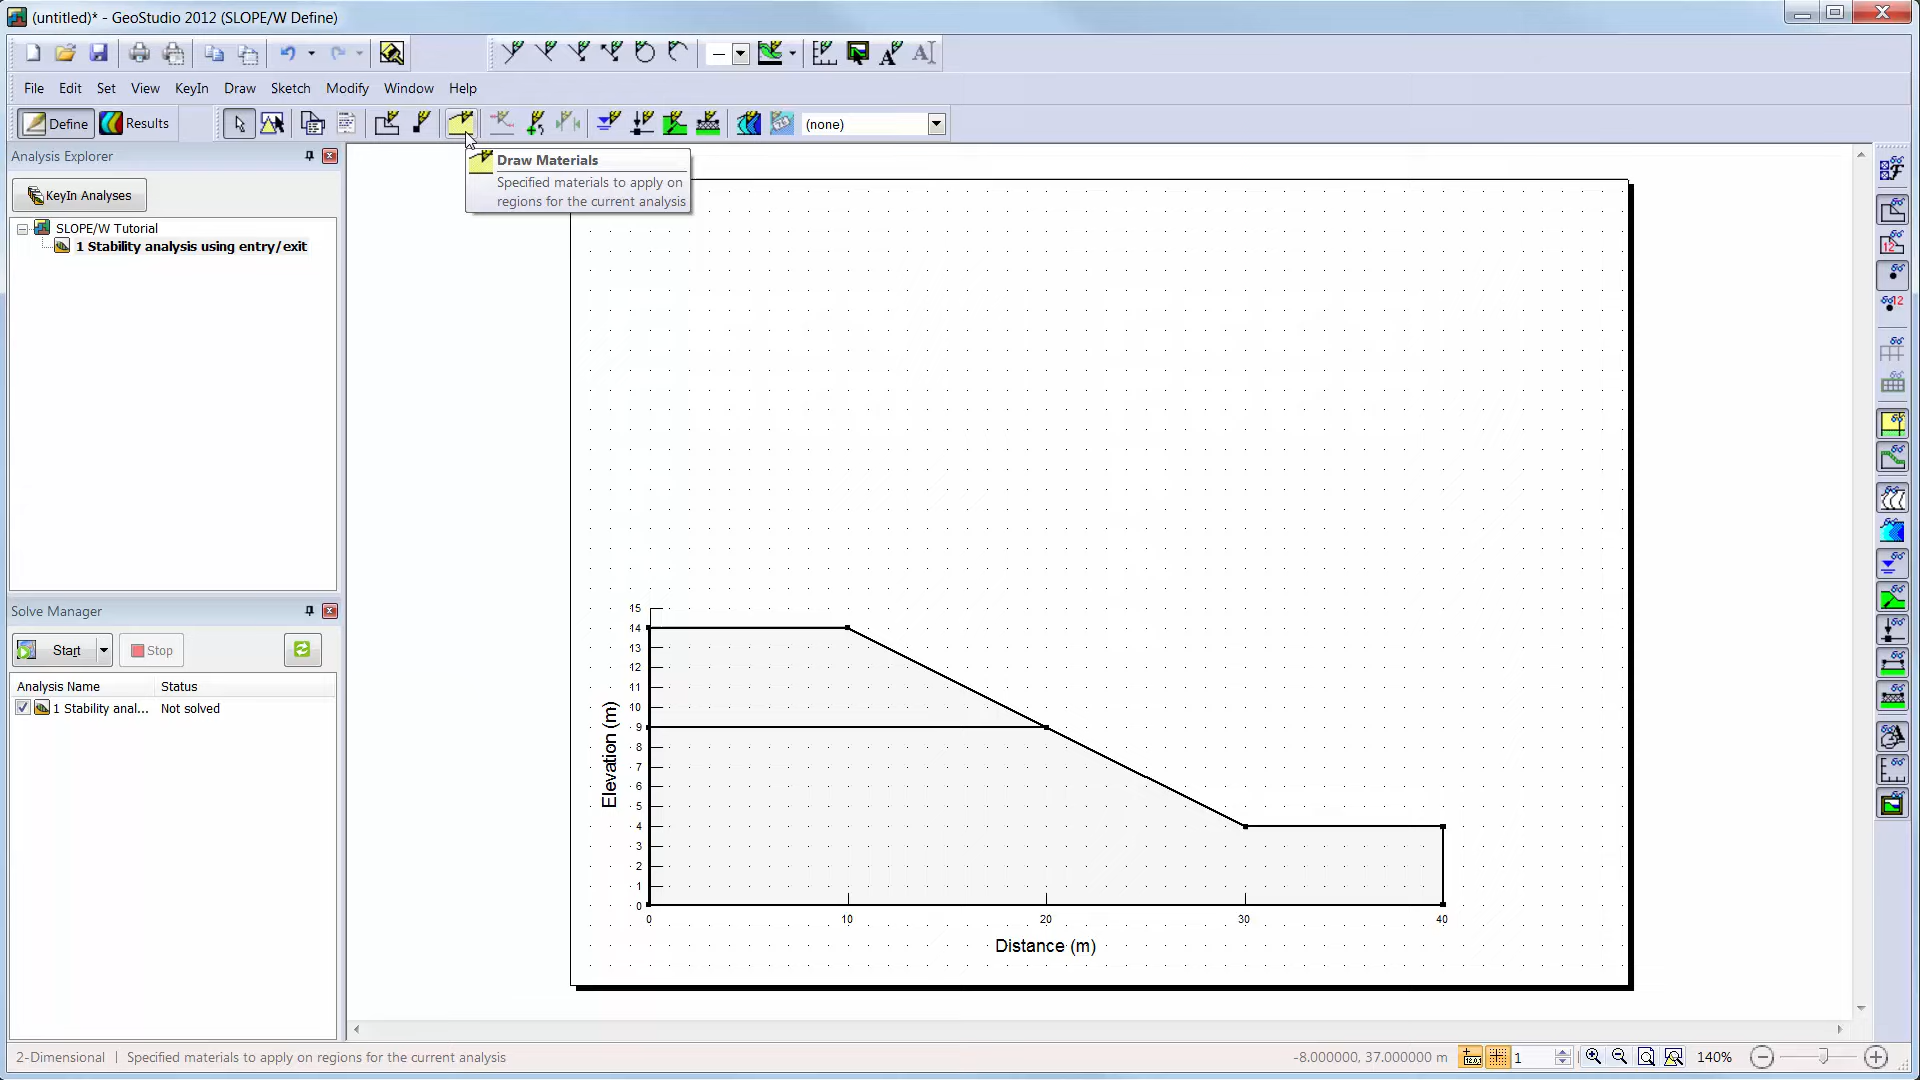 (untitled)* - GeoStudio 2012 (SLOPE/W Define)
File Edit Set View KeyIn Draw Sketch Modify Window Help
Define Results (none)
Analysis Explorer
Draw Materials
Specified materials to apply on
regions for the current analysis
KeyIn Analyses
SLOPE/W Tutorial
1 Stability analysis using entry/exit
Solve Manager
Start Stop
Analysis Name Status
1 Stability anal... Not solved
15
14
13
12
11
10
9
8
7
6
5
4
3
2
1
0
Elevation (m)
0 10 20 30 40
Distance (m)
2-Dimensional Specified materials to apply on regions for the current analysis -8.000000, 37.000000 m 1 140%